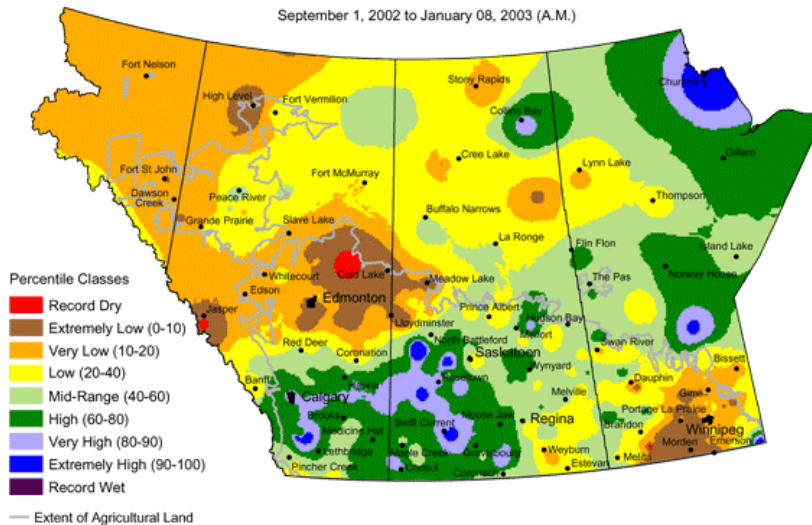 September 1, 2002 to January 08, 2003 (A.M.)
Fort Nelson
Stony Rapids
Churchill
High Level
Fort Vermilion
Collins Bay
Gillam
Fort St John
Cree Lake
Lynn Lake
Fort McMurray
Dawson
Creek
Peace River
Thompson
Buffalo Narrows
Grande Prairie
Slave Lake
La Ronge
Flin Flon
Island Lake
Whitecourt
Cold Lake
Meadow Lake
The Pas
Norway House
Percentile Classes
Record Dry
Extremely Low (0-10)
Very Low (10-20)
Low (20-40)
Mid-Range (40-60)
High (60-80)
Very High (80-90)
Extremely High (90-100)
Record Wet
Extent of Agricultural Land
Edson
Edmonton
Jasper
Prince Albert
Hudson Bay
Lloydminster
North Battleford
Melfort
Red Deer
Coronation
Saskatoon
Swan River
Bissett
Banff
Hanna
Rosetown
Wynyard
Dauphin
Gimli
Calgary
Melville
Brooks
Swift Current
Moose Jaw
Regina
Portage La Prairie
Brandon
Winnipeg
Medicine Hat
Lethbridge
Maple Creek
Gravelbourg
Weyburn
Melita
Morden
Emerson
Pincher Creek
Consul
Coronach
Estevan